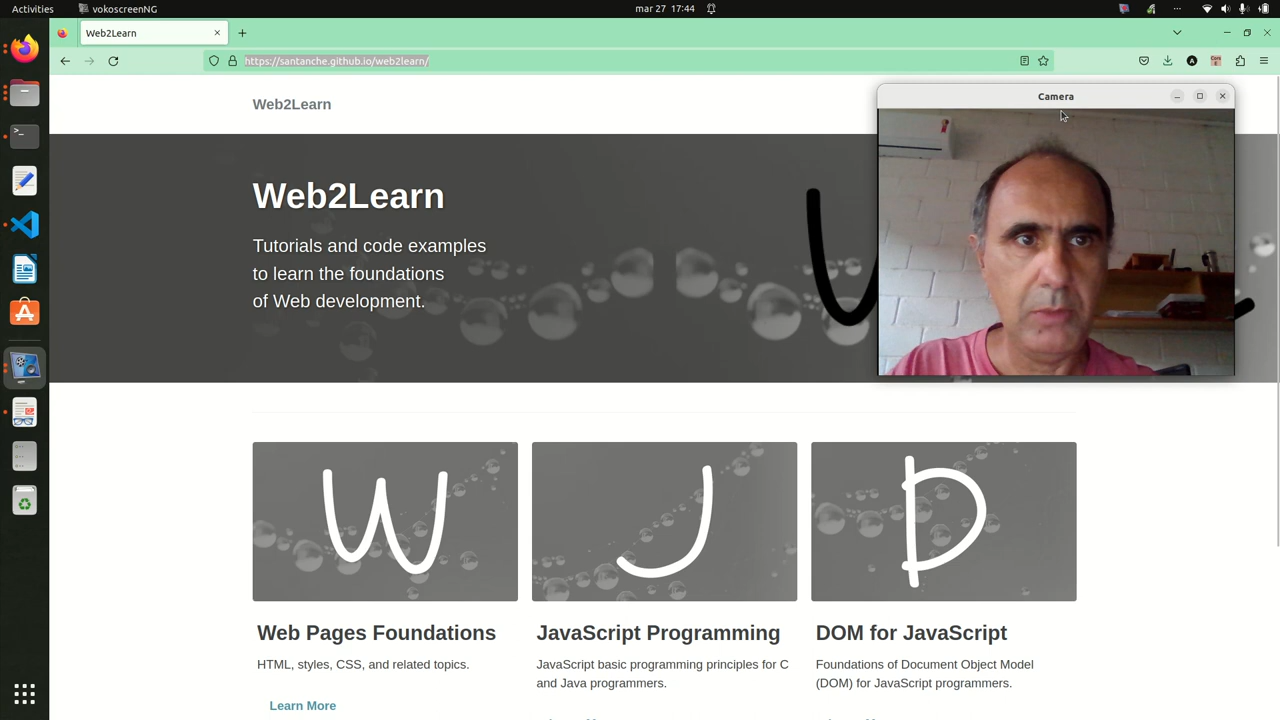 Activities
vokoscreenNG
mar 27 17:44
Web2Learn
https://santanche.github.io/web2learn/
Web2Learn
Camera
Web2Learn
Tutorials and code examples
to learn the foundations
of Web development.
W
W
J
D
Web Pages Foundations
HTML, styles, CSS, and related topics.
Learn More
JavaScript Programming
JavaScript basic programming principles for C
and Java programmers.
DOM for JavaScript
Foundations of Document Object Model
(DOM) for JavaScript programmers.